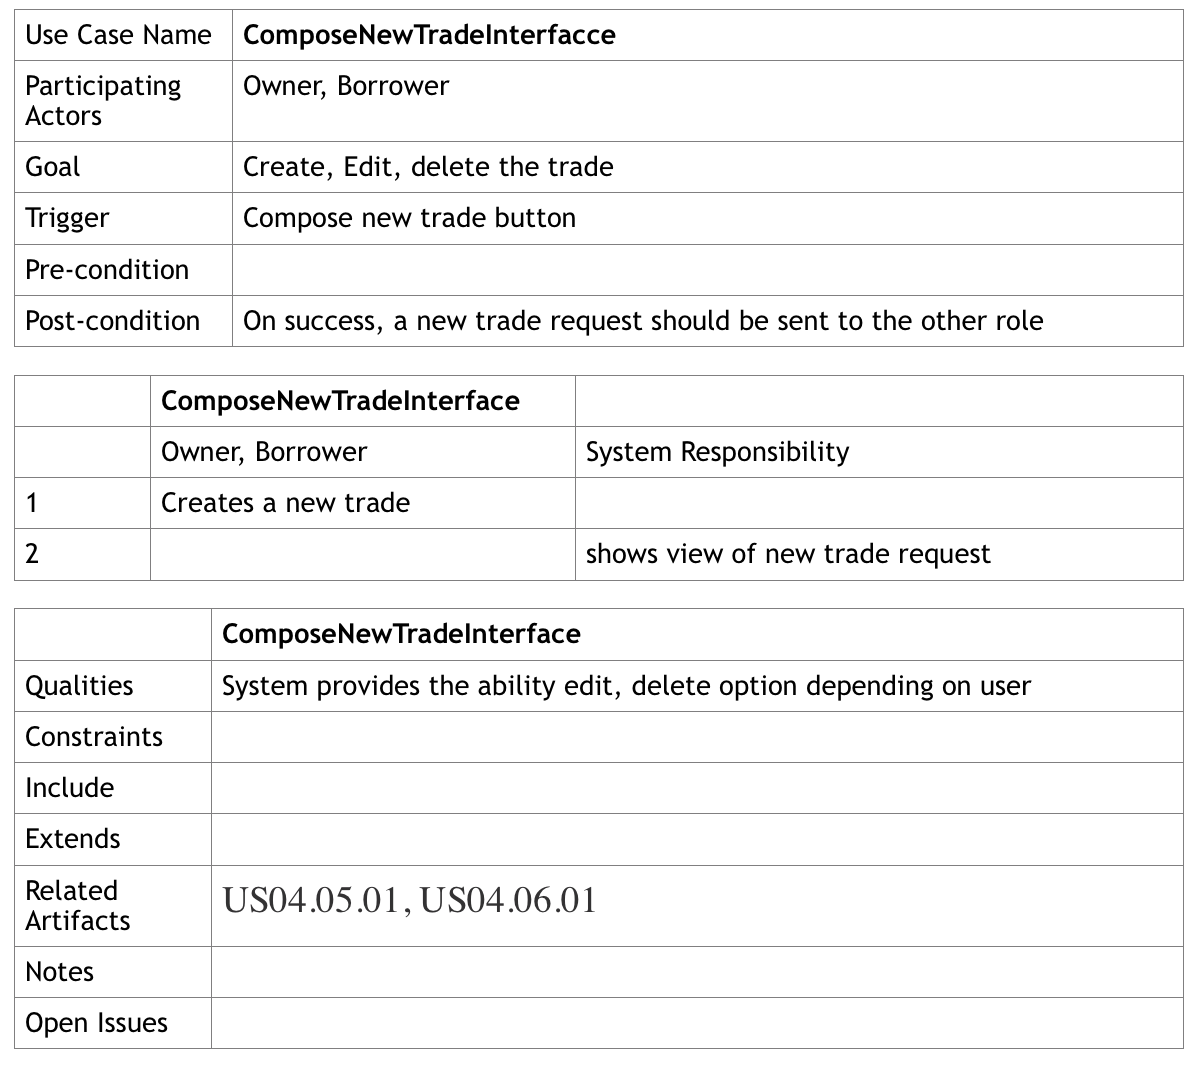 Use Case Name ComposeNewTradeInterfacce
Participating Actors Owner, Borrower
Goal Create, Edit, delete the trade
Trigger Compose new trade button
Pre-condition
Post-condition On success, a new trade request should be sent to the other role
ComposeNewTradeInterface
Owner, Borrower System Responsibility
1 Creates a new trade
2 shows view of new trade request
ComposeNewTradeInterface
Qualities System provides the ability edit, delete option depending on user
Constraints
Include
Extends
Related Artifacts US04.05.01, US04.06.01
Notes
Open Issues